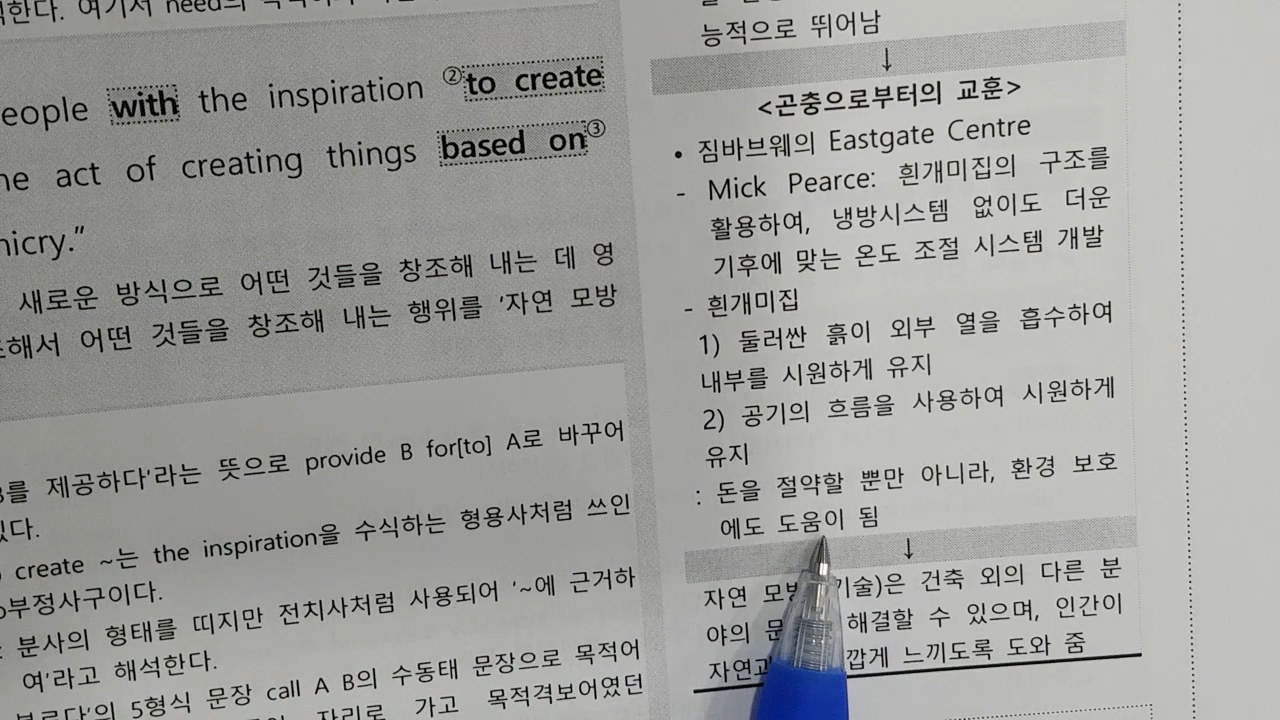 한다. 여기서 need의
eople with the inspiration ②to create
he act of creating things based on③
micry.”
새로운 방식으로 어떤 것들을 창조해 내는 데 영
해서 어떤 것들을 창조해 내는 행위를 ‘자연 모방
를 제공하다’라는 뜻으로 provide B for[to] A로 바꾸어
있다.
create ~는 the inspiration을 수식하는 형용사처럼 쓰인
부정사구이다.
분사의 형태를 띠지만 전치사처럼 사용되어 ‘~에 근거하
여’라고 해석한다.
부르다’의 5형식 문장 call A B의 수동태 문장으로 목적어
자리로 가고 목적격보어였던
능적으로 뛰어남
↓
<곤충으로부터의 교훈>
• 짐바브웨의 Eastgate Centre
- Mick Pearce: 흰개미집의 구조를
활용하여, 냉방시스템 없이도 더운
기후에 맞는 온도 조절 시스템 개발
- 흰개미집
1) 둘러싼 흙이 외부 열을 흡수하여
내부를 시원하게 유지
2) 공기의 흐름을 사용하여 시원하게
유지
: 돈을 절약할 뿐만 아니라, 환경 보호
에도 도움이 됨
↓
자연 모방 기술)은 건축 외의 다른 분
야의 해결할 수 있으며, 인간이
자연과 깝게 느끼도록 도와 줌